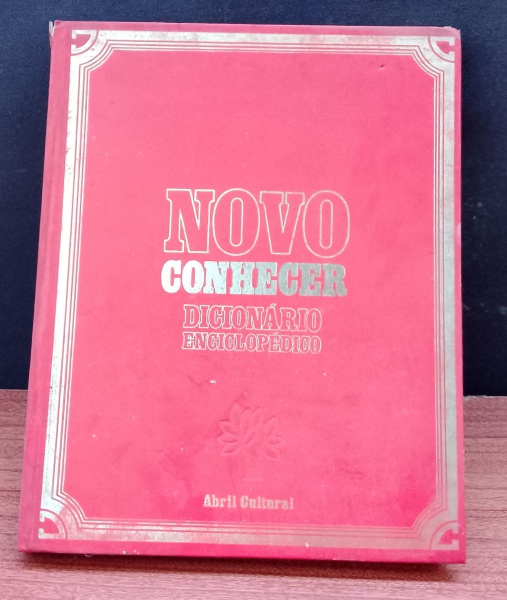 NOVO
CONHECER
DICIONÁRIO
ENCICLOPÉDICO
Abril Cultural